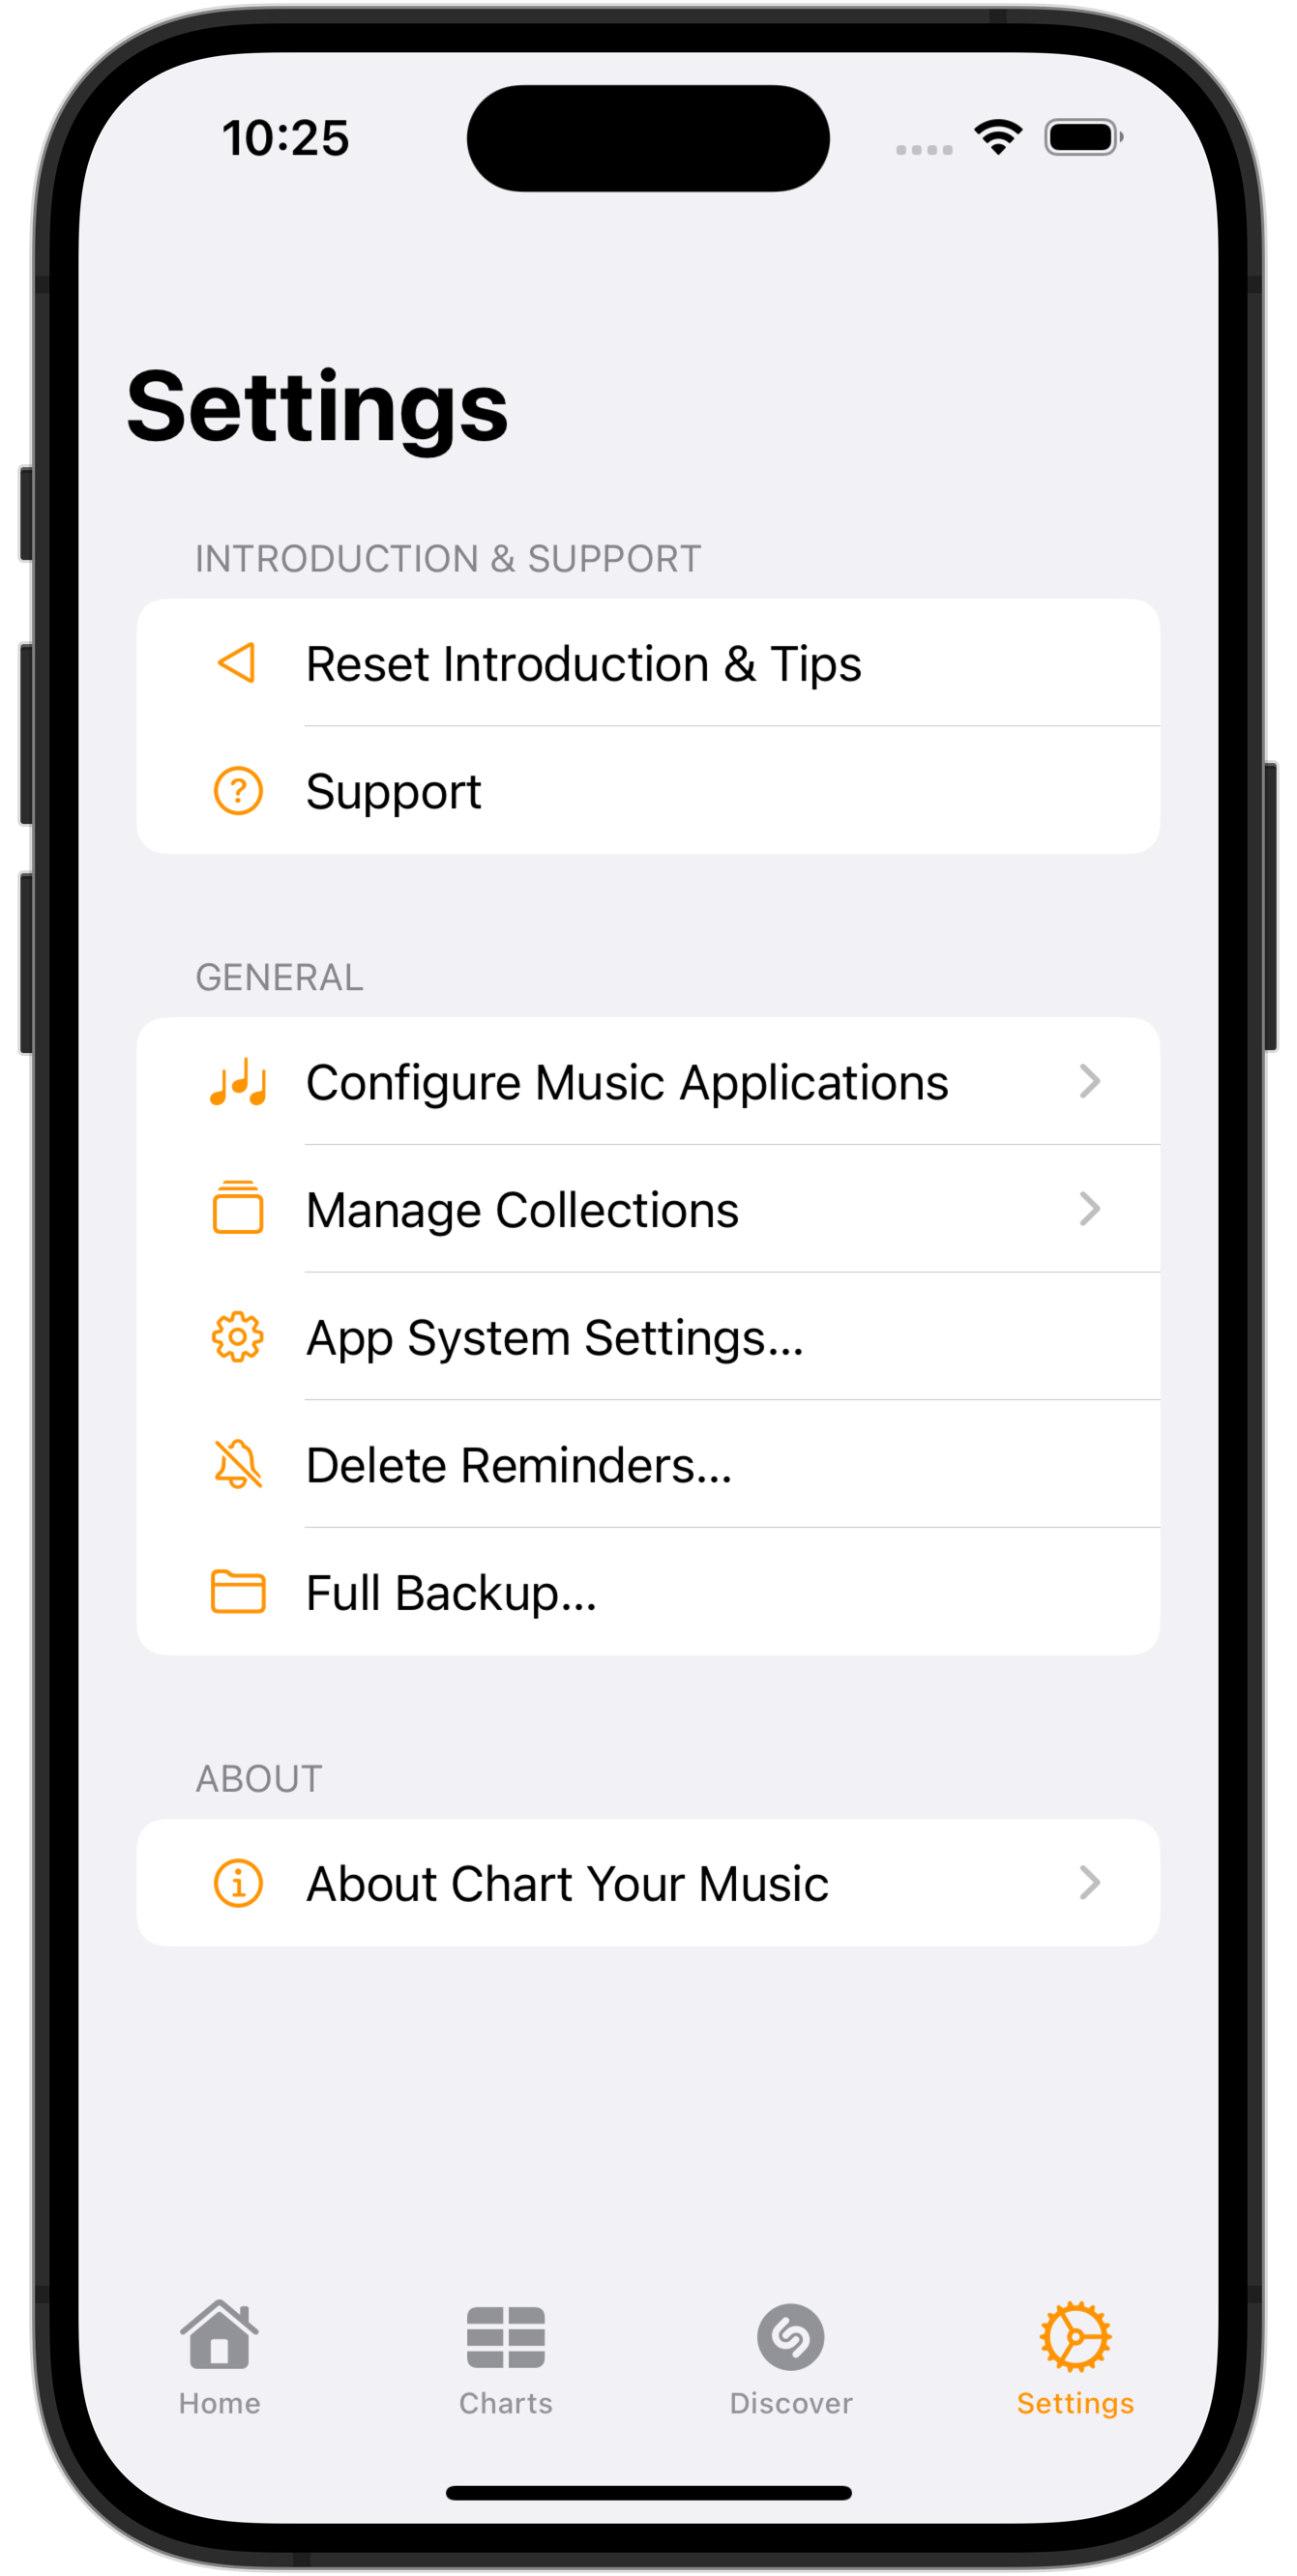 10:25
Settings
INTRODUCTION & SUPPORT
Reset Introduction & Tips
Support
GENERAL
Configure Music Applications
Manage Collections
App System Settings...
Delete Reminders...
Full Backup...
ABOUT
About Chart Your Music
Home
Charts
Discover
Settings